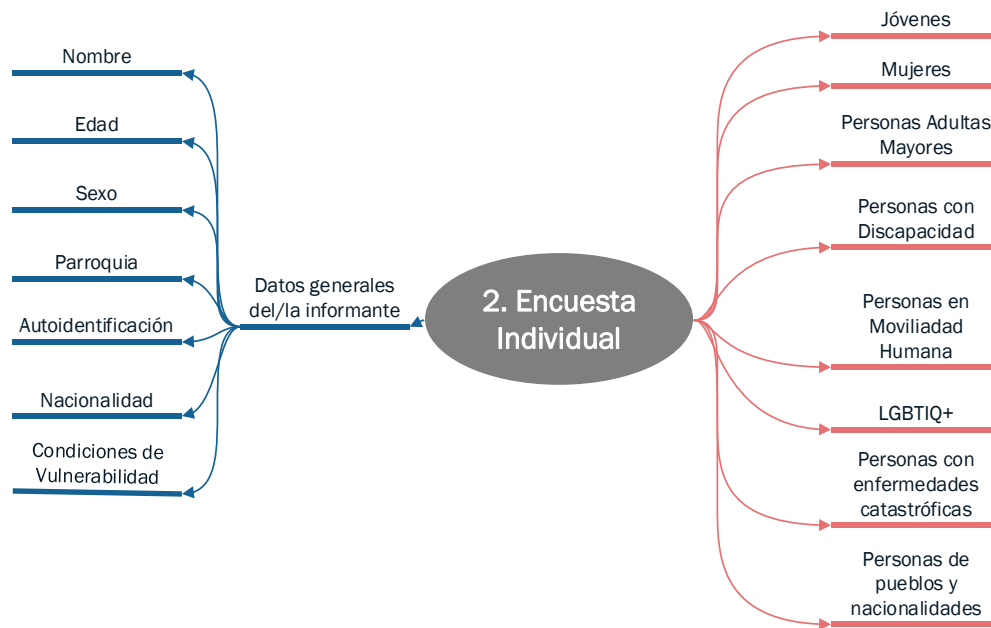 Nombre
Edad
Sexo
Parroquia
Autoidentificación
Nacionalidad
Condiciones de
Vulnerabilidad
Datos generales
del/la informante
2. Encuesta
Individual
Jóvenes
Mujeres
Personas Adultas
Mayores
Personas con
Discapacidad
Personas en
Moviliadad
Humana
LGBTIQ+
Personas con
enfermedades
catastróficas
Personas de
pueblos y
nacionalidades